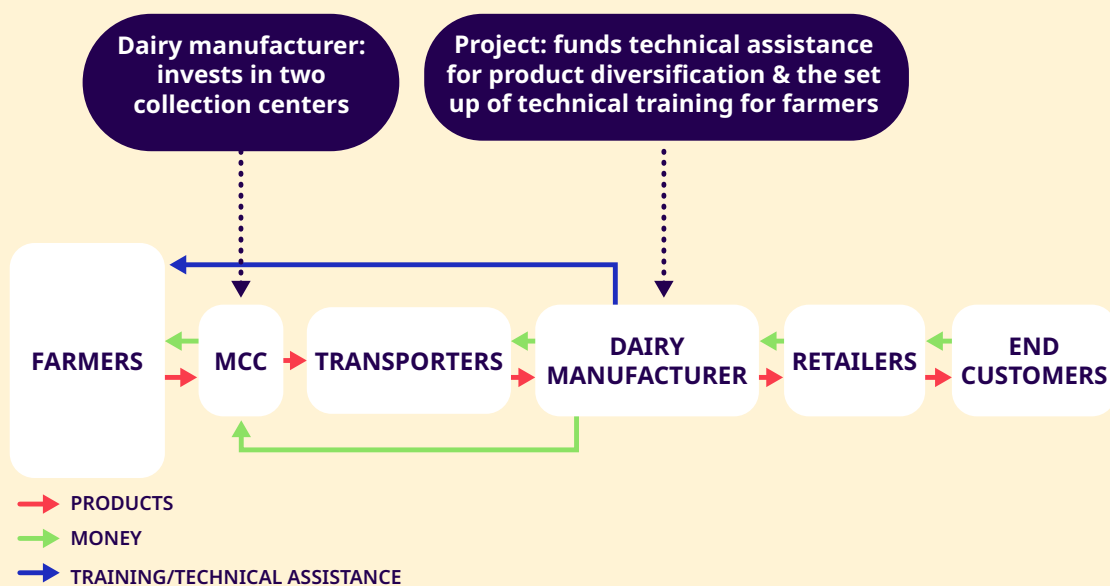 Dairy manufacturer:
invests in two
collection centers
Project: funds technical assistance
for product diversification & the set
up of technical training for farmers
FARMERS
MCC
TRANSPORTERS
DAIRY
MANUFACTURER
RETAILERS
END
CUSTOMERS
PRODUCTS
MONEY
TRAINING/TECHNICAL ASSISTANCE